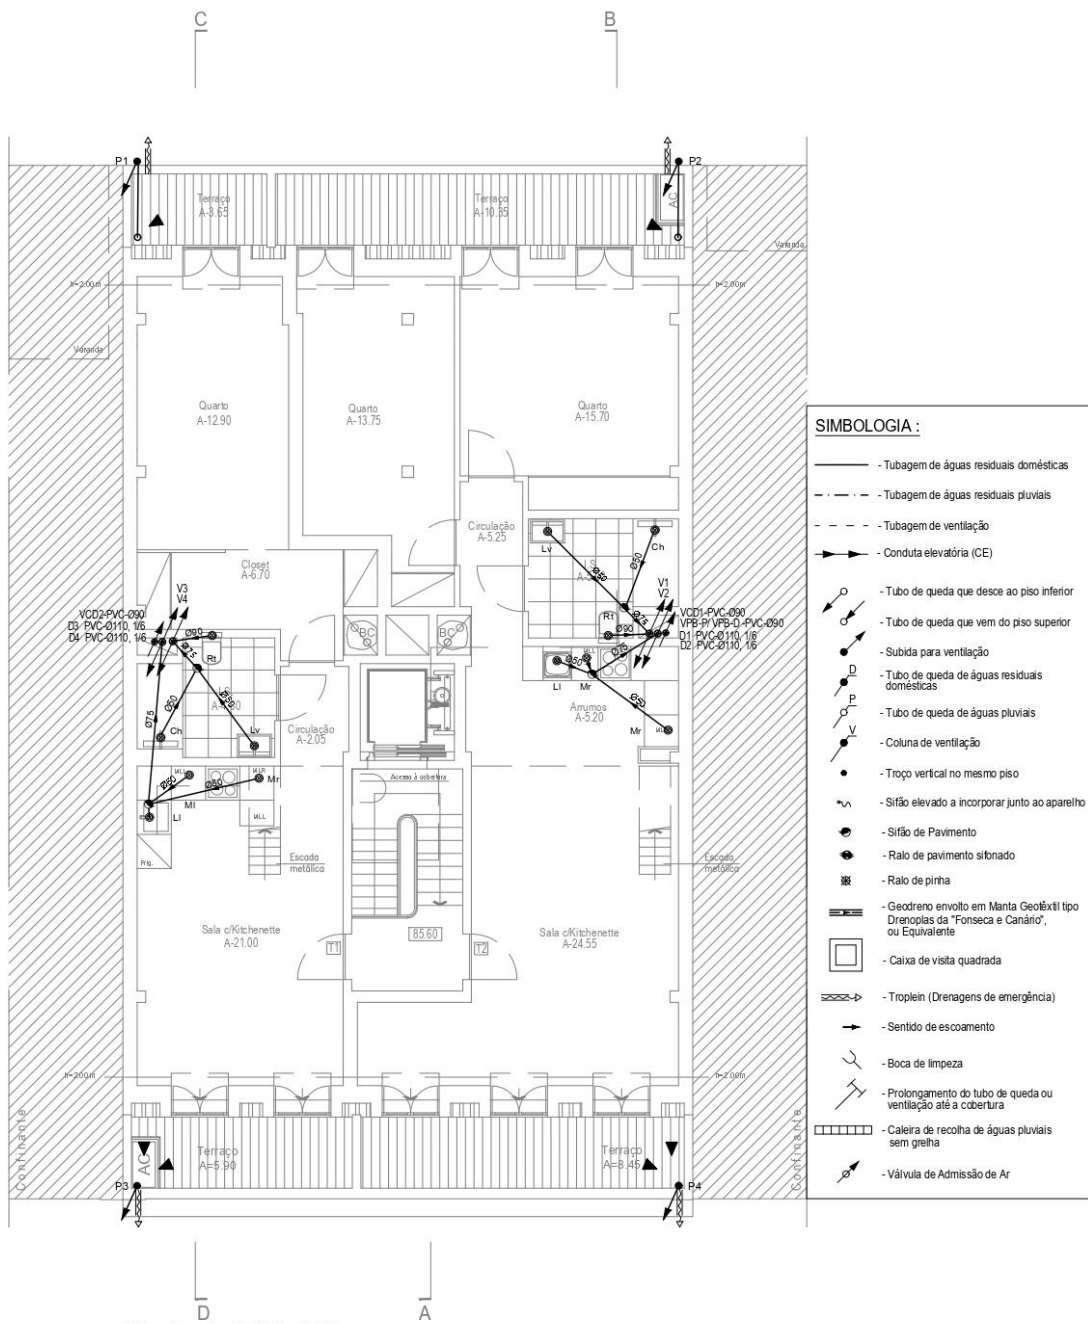 C
B
P1
P2
Terraço
A-3.65
Terraço
A-10.35
AC
Varanda
h=2.00m
h=2.00m
Varanda
Quarto
A-12.90
Quarto
A-13.75
Quarto
A-15.70
Circulação
A-5.25
Lv
Ch
Ø50
Ø50
Closet
A-6.70
V3
V4
VCD2-PVC-Ø90
D3 PVC-Ø110, 1/6
D4 PVC-Ø110, 1/6
Ø90
Ø75
Rt
BC
BC
Rt
Ø75
Ø90
V1
V2
VCD1-PVC-Ø90
VPB-P/ VPB-D -PVC-Ø90
D1 PVC-Ø110, 1/6
D2 PVC-Ø110, 1/6
Ø50
Ø75
Ll
Mr
Arrumos
A-5.20
Ø50
Mr
Ø75
Ø50
Ø50
Ch
Lv
Circulação
A-2.05
Acesso à cobertura
Ø50
Ø50
Mr
Ml
Ll
M.L.L
Frig.
Escada
metálica
Escada
metálica
Sala c/Kitchenette
A-21.00
T1
85.60
T2
Sala c/Kitchenette
A-24.55
h=2.00m
h=2.00m
Confinante
Confinante
AC
Terraço
A=5.90
Terraço
A=8.45
P3
P4
D
A
SIMBOLOGIA :
- Tubagem de águas residuais domésticas
- Tubagem de águas residuais pluviais
- Tubagem de ventilação
- Conduta elevatória (CE)
- Tubo de queda que desce ao piso inferior
- Tubo de queda que vem do piso superior
- Subida para ventilação
D
- Tubo de queda de águas residuais
domésticas
P
- Tubo de queda de águas pluviais
V
- Coluna de ventilação
- Troço vertical no mesmo piso
- Sifão elevado a incorporar junto ao aparelho
- Sifão de Pavimento
- Ralo de pavimento sifonado
- Ralo de pinha
- Geodreno envolto em Manta Geotêxtil tipo
Drenoplas da "Fonseca e Canário",
ou Equivalente
- Caixa de visita quadrada
- Troplein (Drenagens de emergência)
- Sentido de escoamento
- Boca de limpeza
- Prolongamento do tubo de queda ou
ventilação até a cobertura
- Caleira de recolha de águas pluviais
sem grelha
- Válvula de Admissão de Ar